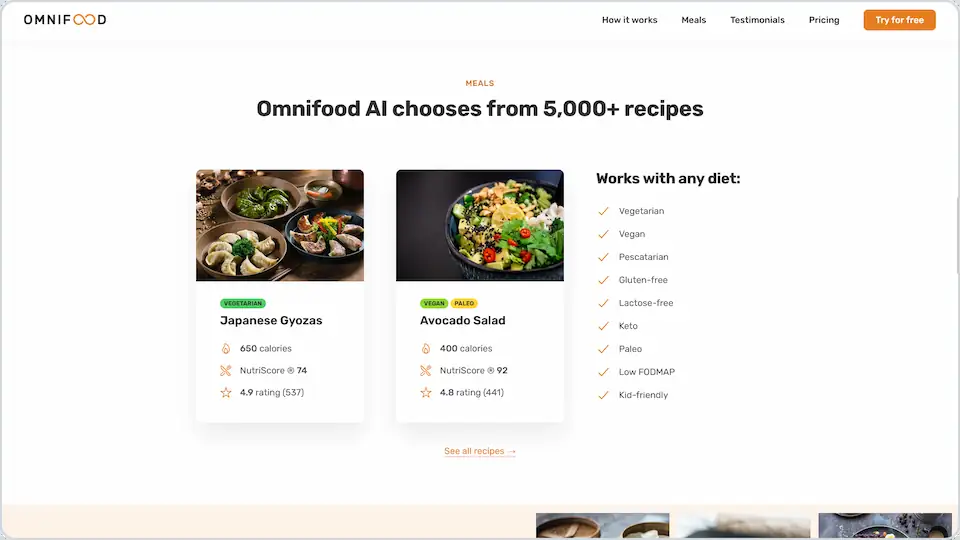 OMNIFOOD
How it works
Meals
Testimonials
Pricing
Try for free
MEALS
Omnifood AI chooses from 5,000+ recipes
VEGETARIAN
Japanese Gyozas
650 calories
NutriScore ® 74
4.9 rating (537)
VEGAN PALEO
Avocado Salad
400 calories
NutriScore ® 92
4.8 rating (441)
Works with any diet:
Vegetarian
Vegan
Pescatarian
Gluten-free
Lactose-free
Keto
Paleo
Low FODMAP
Kid-friendly
See all recipes →